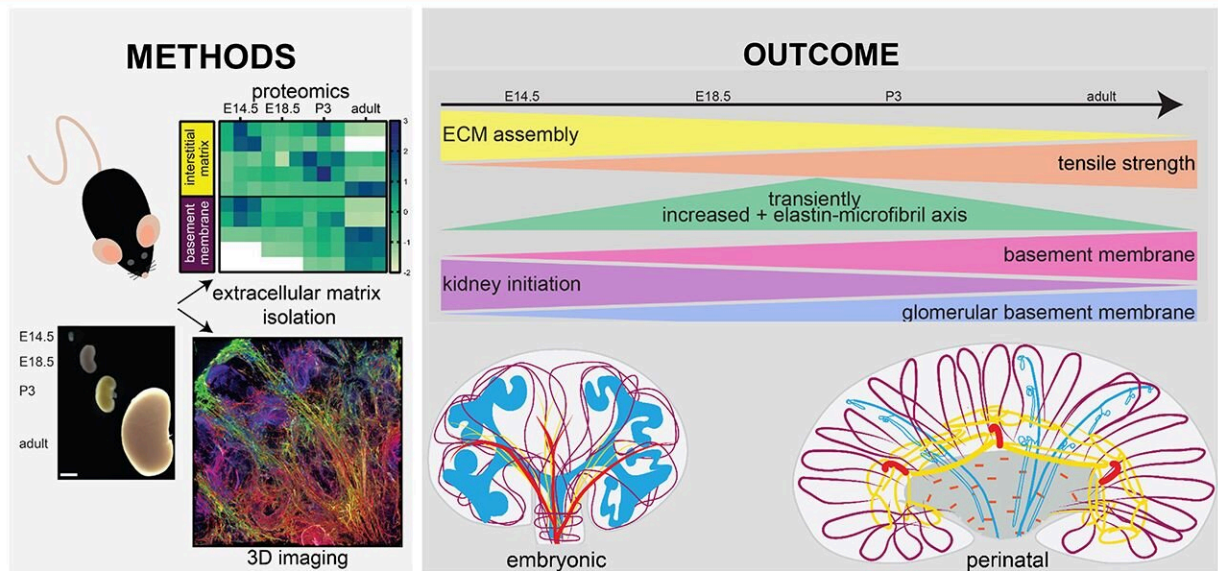 METHODS
proteomics
E14.5 E18.5 P3 adult
interstitial
matrix
basement
membrane
3
2
1
0
-1
-2
extracellular matrix
isolation
E14.5
E18.5
P3
adult
3D imaging
OUTCOME
E14.5 E18.5 P3 adult
ECM assembly
tensile strength
transiently
increased + elastin-microfibril axis
basement membrane
kidney initiation
glomerular basement membrane
embryonic
perinatal